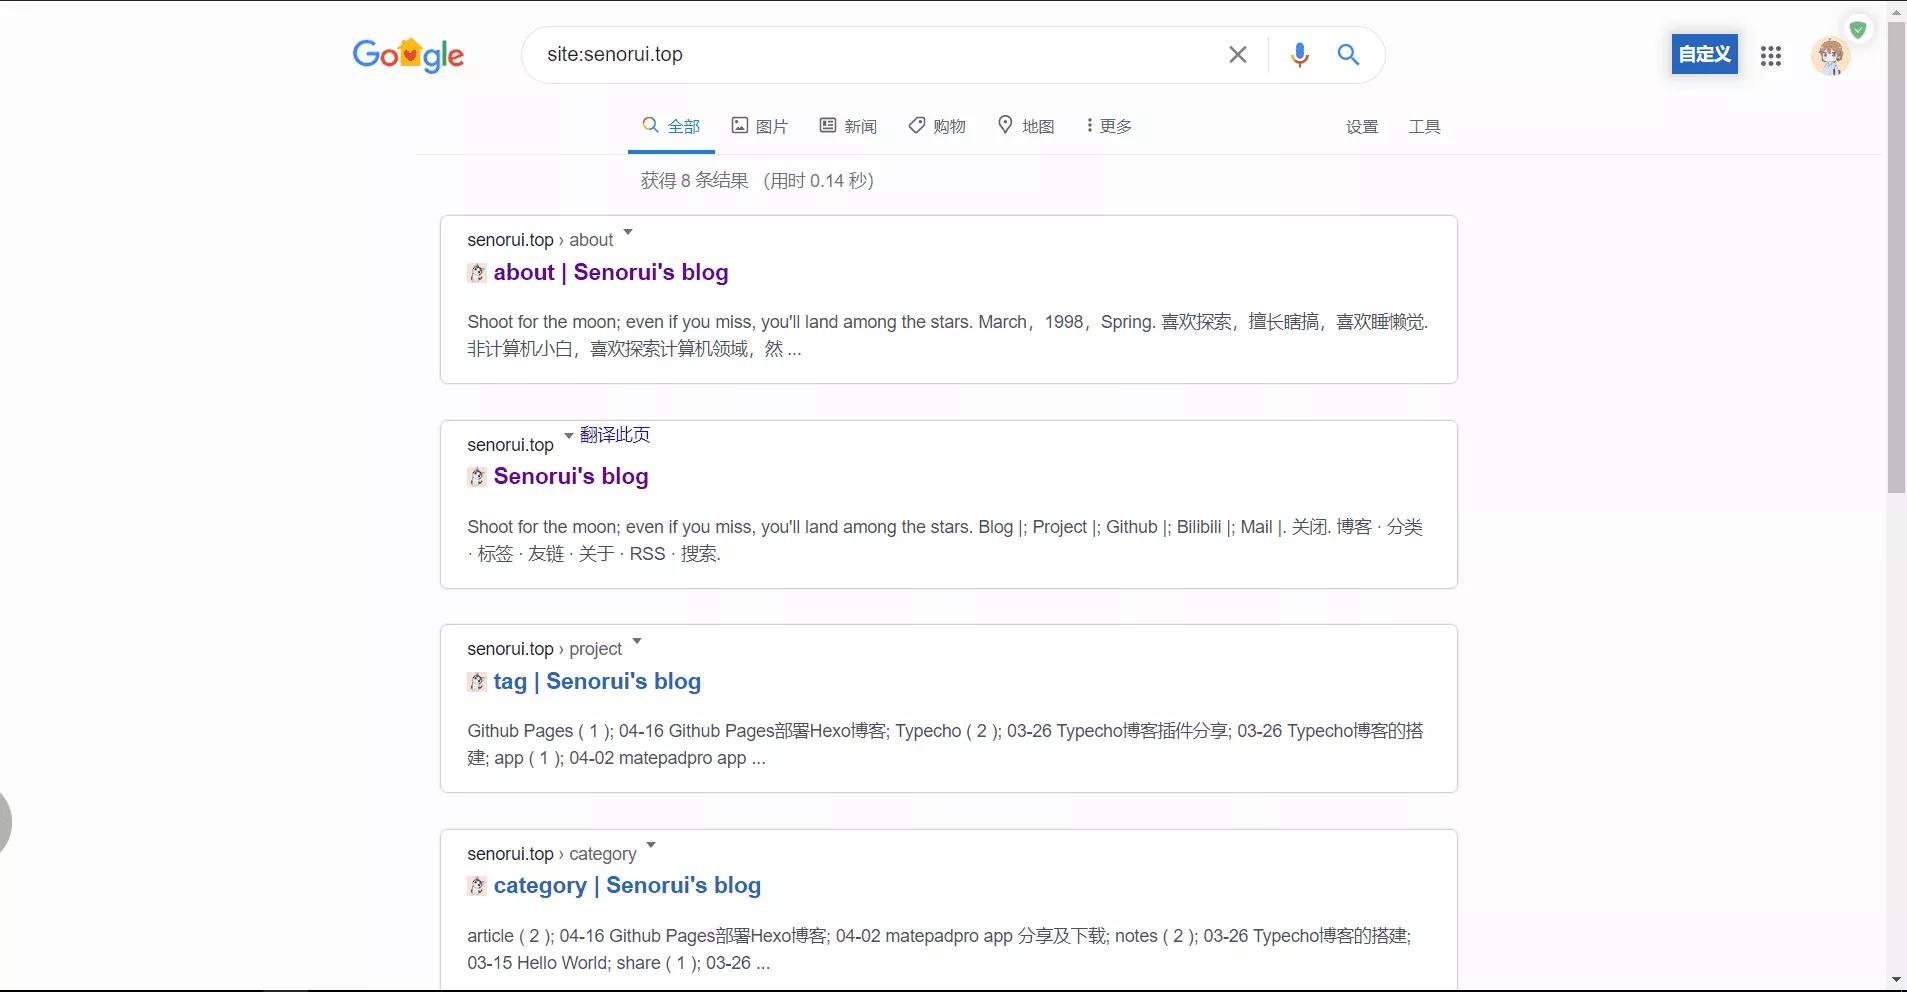 Google
site:senorui.top
自定义
全部 图片 新闻 购物 地图 更多 设置 工具
获得 8 条结果 （用时 0.14 秒）
senorui.top › about
about | Senorui's blog
Shoot for the moon; even if you miss, you'll land among the stars. March，1998，Spring. 喜欢探索，擅长瞎搞，喜欢睡懒觉.
非计算机小白，喜欢探索计算机领域，然 ...
senorui.top 翻译此页
Senorui's blog
Shoot for the moon; even if you miss, you'll land among the stars. Blog |; Project |; Github |; Bilibili |; Mail |. 关闭. 博客 · 分类
· 标签 · 友链 · 关于 · RSS · 搜索.
senorui.top › project
tag | Senorui's blog
Github Pages ( 1 ); 04-16 Github Pages部署Hexo博客; Typecho ( 2 ); 03-26 Typecho博客插件分享; 03-26 Typecho博客的搭
建; app ( 1 ); 04-02 matepadpro app ...
senorui.top › category
category | Senorui's blog
article ( 2 ); 04-16 Github Pages部署Hexo博客; 04-02 matepadpro app 分享及下载; notes ( 2 ); 03-26 Typecho博客的搭建;
03-15 Hello World; share ( 1 ); 03-26 ...